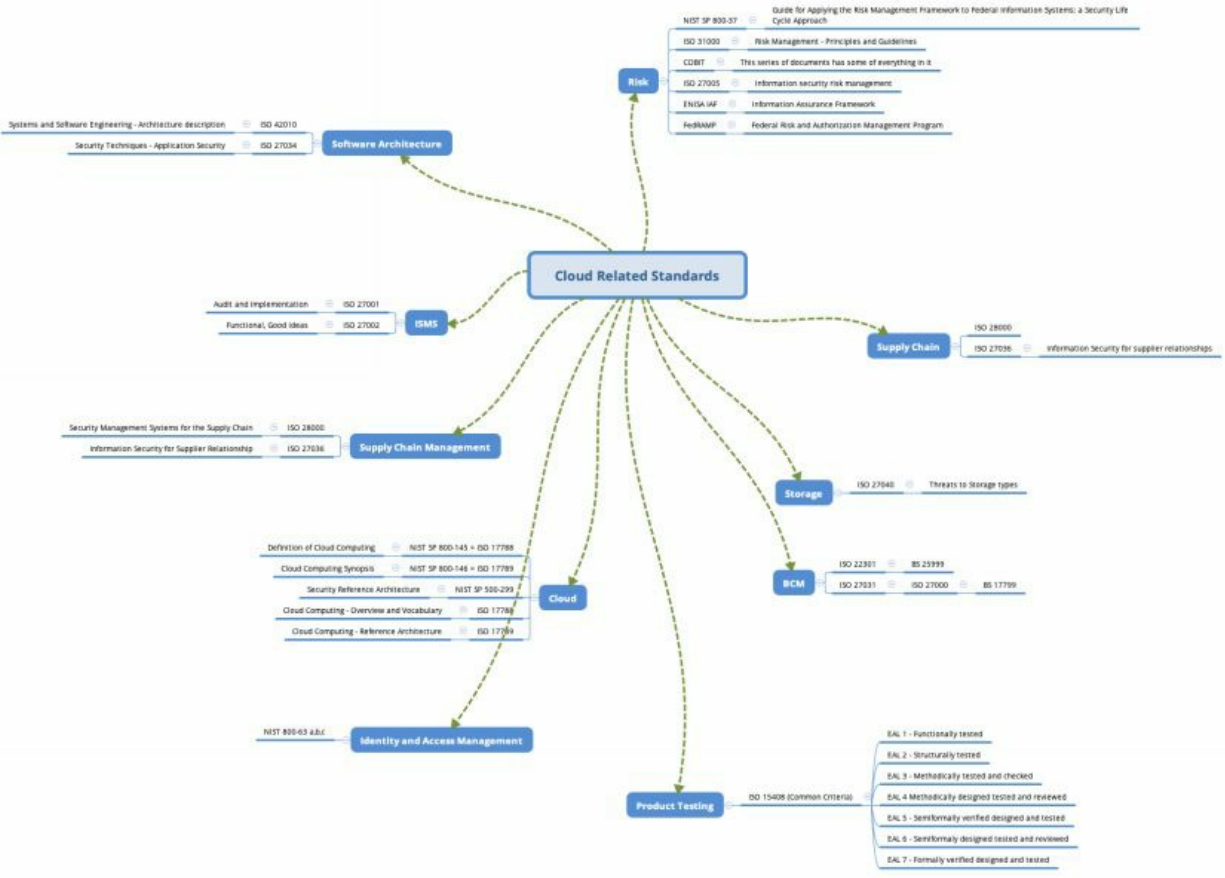 Guide for Applying the Risk Management Framework to Federal Information Systems: a Security Life
NIST SP 800-37 Cycle Approach
ISO 31000 Risk Management - Principles and Guidelines
COBIT This series of documents has some of everything in it
Risk
ISO 27005 Information security risk management
ENISA IAF Information Assurance Framework
FedRAMP Federal Risk and Authorization Management Program
Systems and Software Engineering - Architecture description ISO 42010
Security Techniques - Application Security ISO 27034
Software Architecture
Cloud Related Standards
Audit and Implementation ISO 27001
Functional, Good Ideas ISO 27002
ISMS
Supply Chain
ISO 28000
ISO 27036 Information Security for supplier relationships
Security Management Systems for the Supply Chain ISO 28000
Information Security for Supplier Relationship ISO 27036
Supply Chain Management
Storage ISO 27040 Threats to Storage types
Definition of Cloud Computing NIST SP 800-145 = ISO 17788
Cloud Computing Synopsis NIST SP 800-146 = ISO 17789
Security Reference Architecture NIST SP 500-299
Cloud Computing - Overview and Vocabulary ISO 17788
Cloud Computing - Reference Architecture ISO 17789
Cloud
BCM
ISO 22301 BS 25999
ISO 27031 ISO 27000 BS 17799
NIST 800-63 a,b,c Identity and Access Management
Product Testing ISO 15408 (Common Criteria)
EAL 1 - Functionally tested
EAL 2 - Structurally tested
EAL 3 - Methodically tested and checked
EAL 4 Methodically designed tested and reviewed
EAL 5 - Semiformally verified designed and tested
EAL 6 - Semiformaly designed tested and reviewed
EAL 7 - Formally verified designed and tested